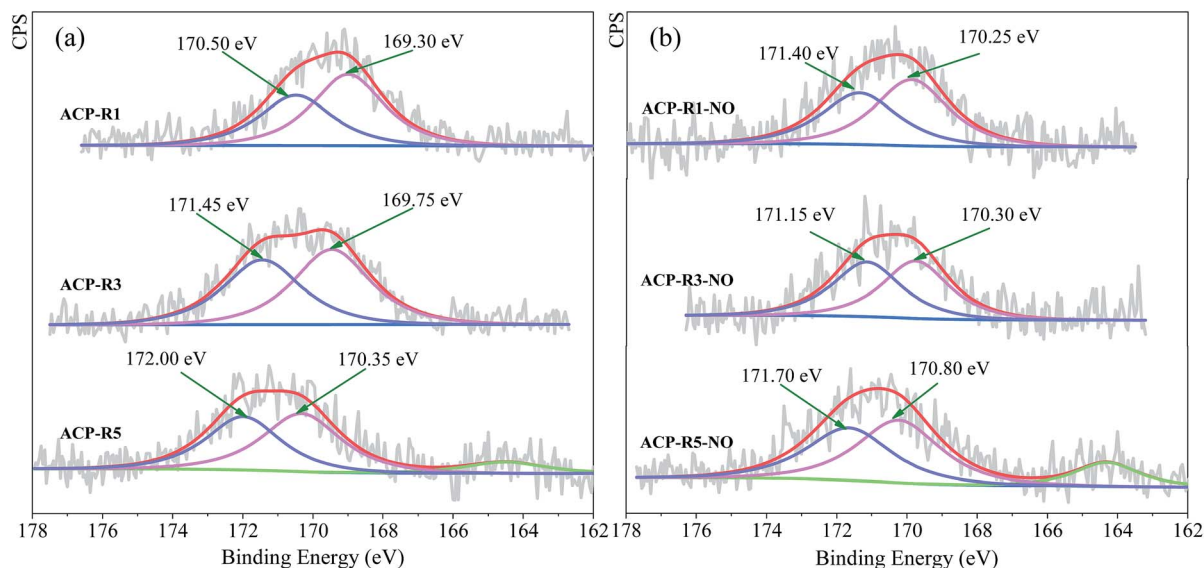 CPS
(a)
170.50 eV
169.30 eV
ACP-R1
171.45 eV
169.75 eV
ACP-R3
172.00 eV
170.35 eV
ACP-R5
178 176 174 172 170 168 166 164 162
Binding Energy (eV)
CPS
(b)
171.40 eV
170.25 eV
ACP-R1-NO
171.15 eV
170.30 eV
ACP-R3-NO
171.70 eV
170.80 eV
ACP-R5-NO
178 176 174 172 170 168 166 164 162
Binding Energy (eV)